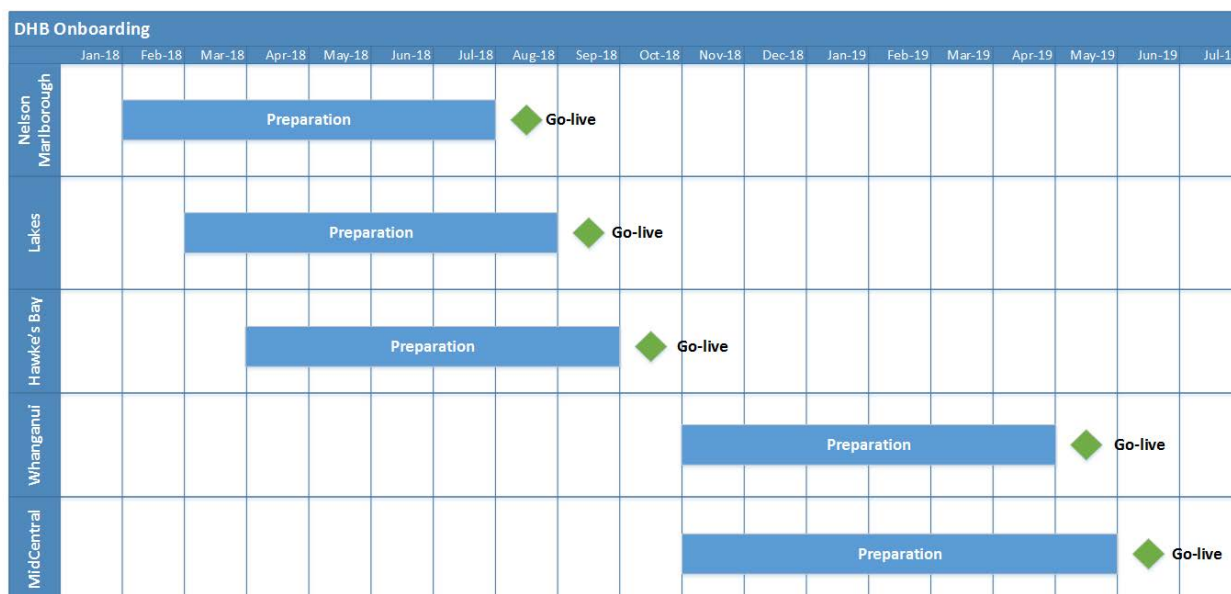 DHB Onboarding
Jan-18 Feb-18 Mar-18 Apr-18 May-18 Jun-18 Jul-18 Aug-18 Sep-18 Oct-18 Nov-18 Dec-18 Jan-19 Feb-19 Mar-19 Apr-19 May-19 Jun-19 Jul-1
Nelson
Marlborough
Preparation
Go-live
Lakes
Preparation
Go-live
Hawke's Bay
Preparation
Go-live
Whanganui
Preparation
Go-live
MidCentral
Preparation
Go-live